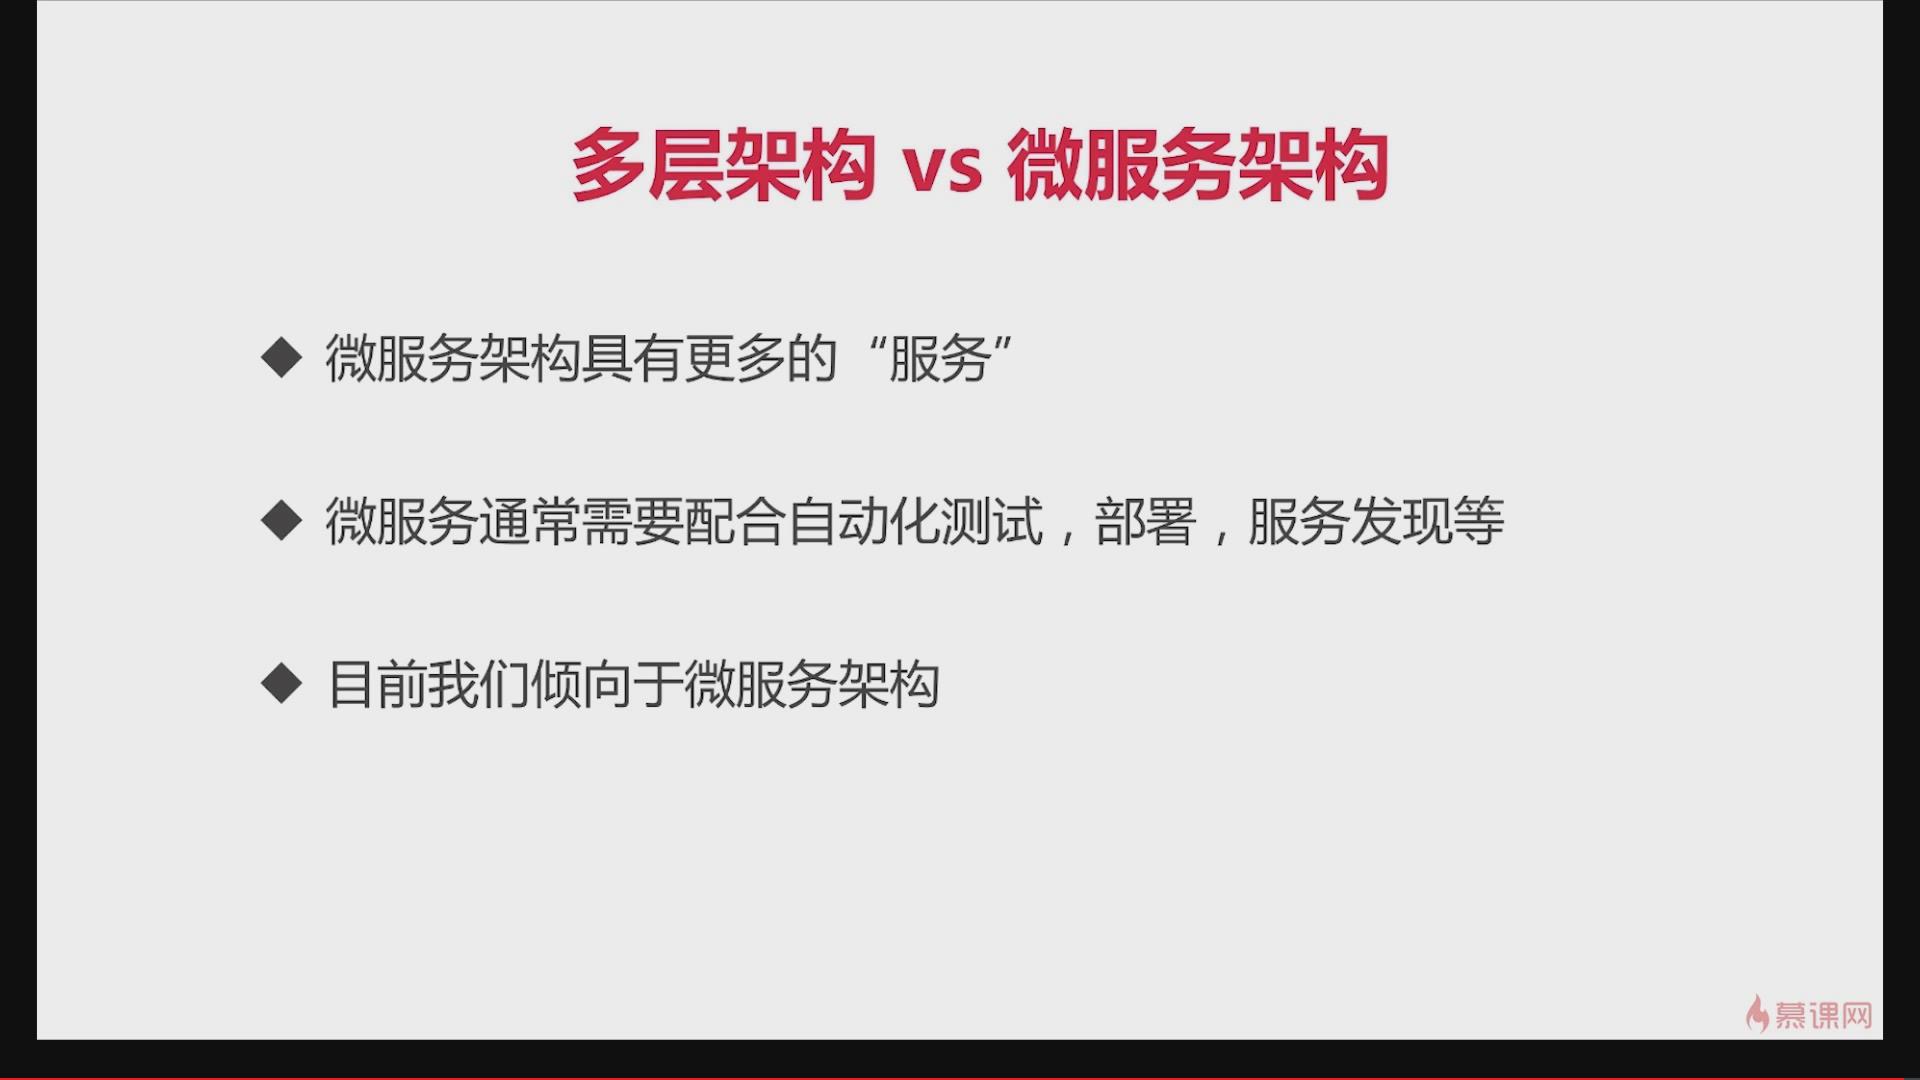 多层架构 vs 微服务架构
◆ 微服务架构具有更多的“服务”
◆ 微服务通常需要配合自动化测试，部署，服务发现等
◆ 目前我们倾向于微服务架构
慕课网